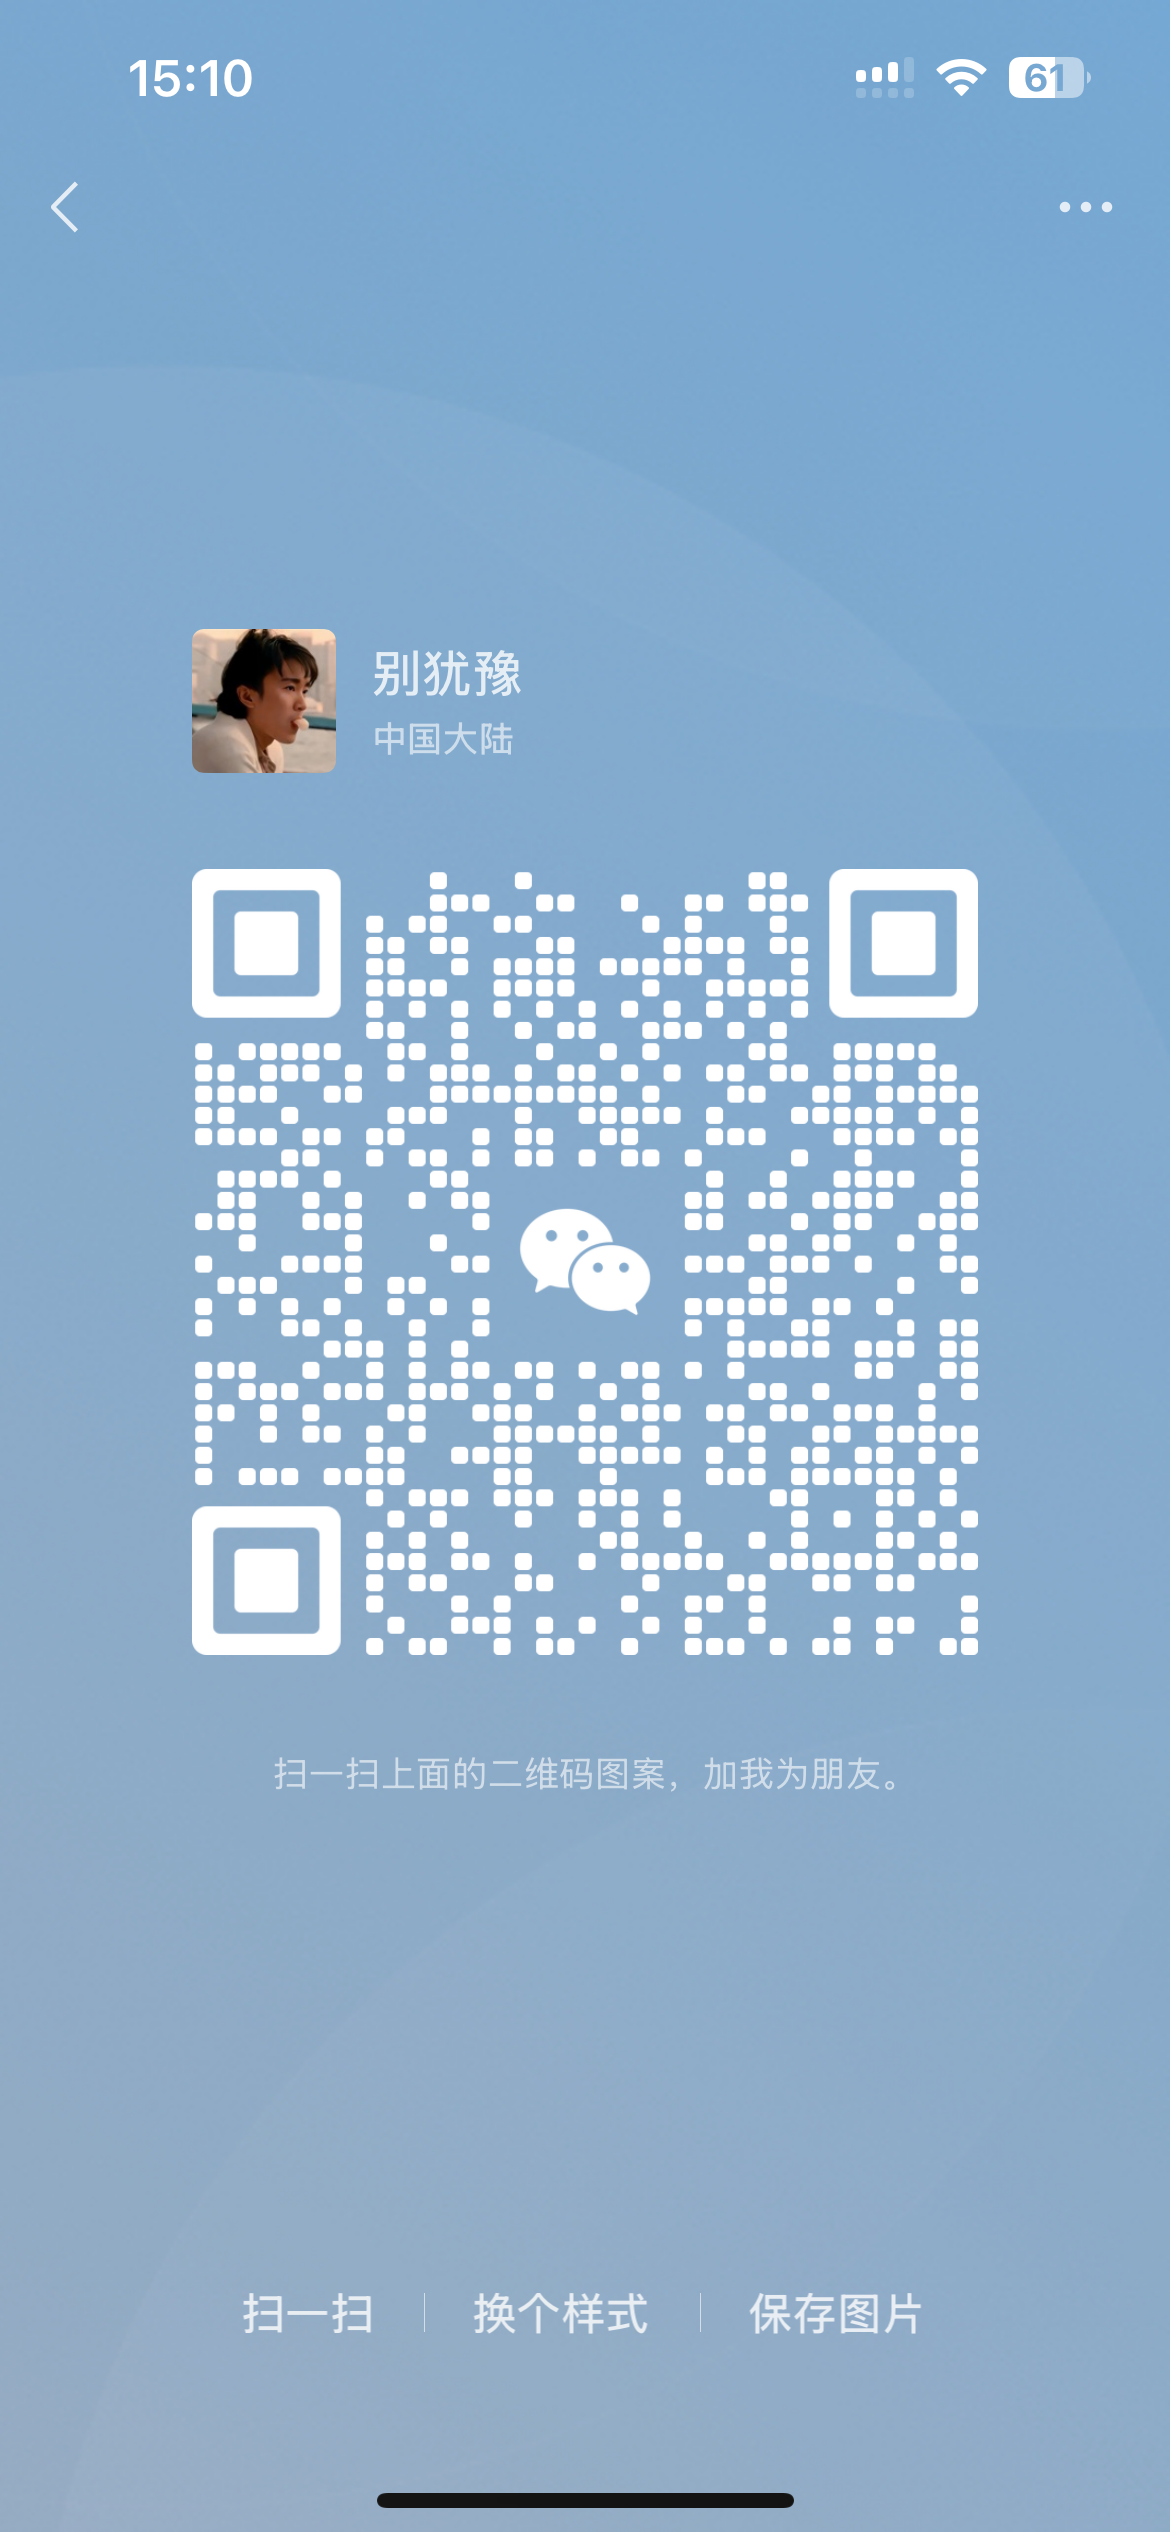 15:10
61
别犹豫
中国大陆
扫一扫上面的二维码图案，加我为朋友。
扫一扫
换个样式
保存图片